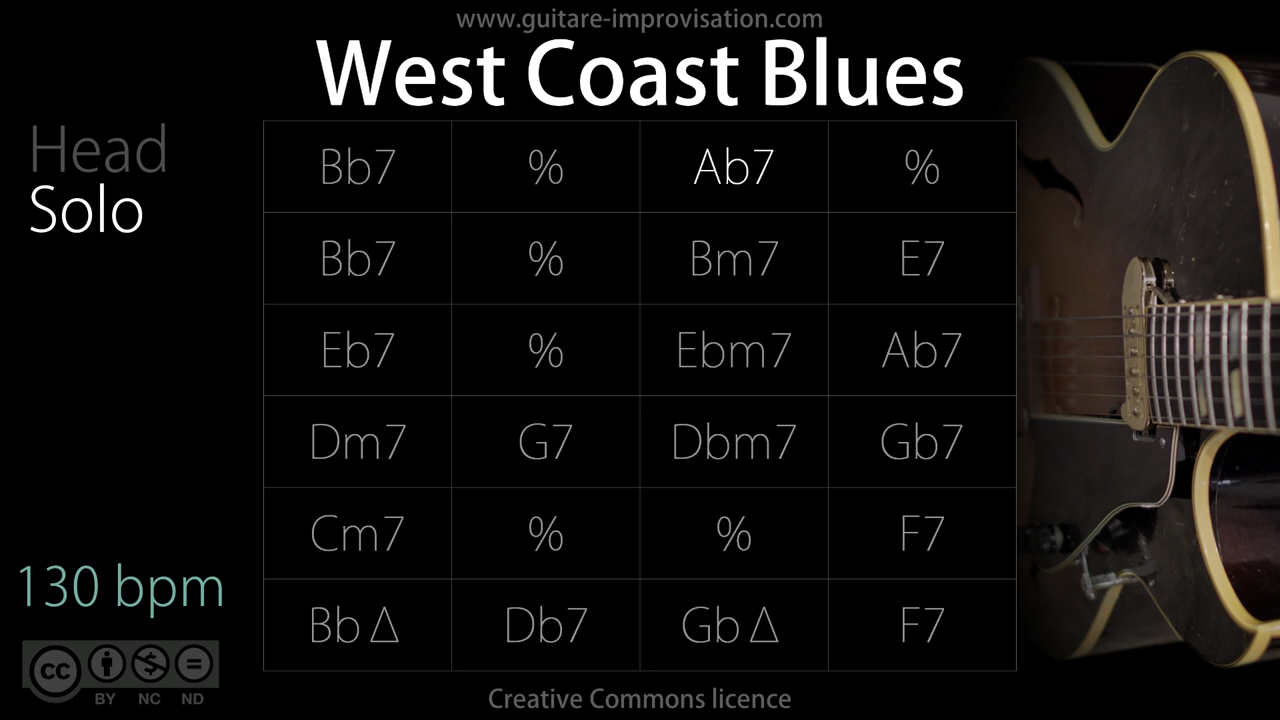 www.guitare-improvisation.com
West Coast Blues
Head
Solo
Bb7 % Ab7 %
Bb7 % Bm7 E7
Eb7 % Ebm7 Ab7
Dm7 G7 Dbm7 Gb7
Cm7 % % F7
Bb Δ Db7 Gb Δ F7
130 bpm
cc
BY NC ND
Creative Commons licence